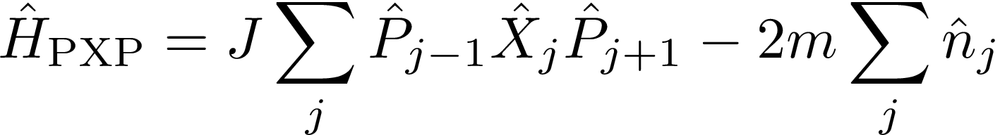 Ĥ_PXP = J ∑_j P̂_{j−1} X̂_j P̂_{j+1} − 2m ∑_j n̂_j